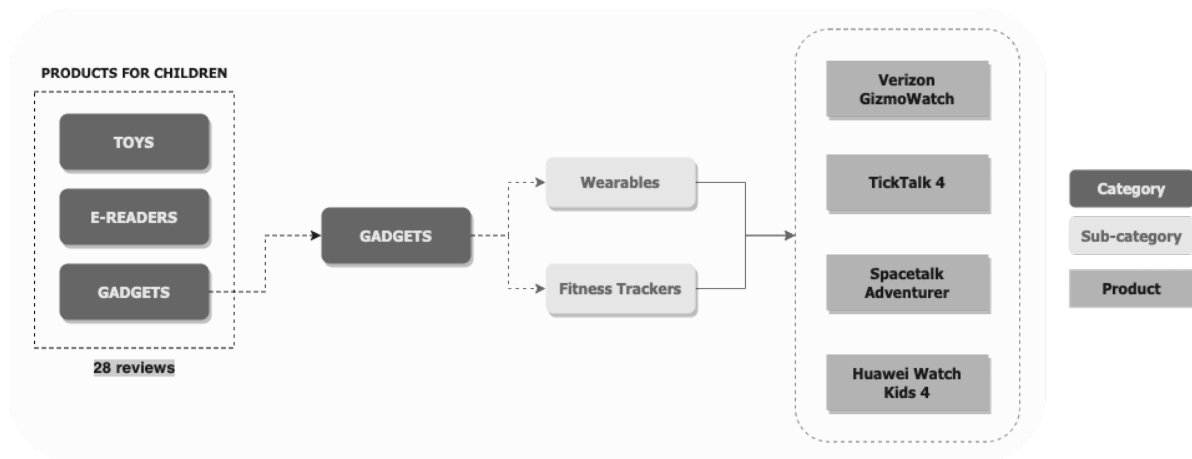 PRODUCTS FOR CHILDREN
TOYS
E-READERS
GADGETS
28 reviews
GADGETS
Wearables
Fitness Trackers
Verizon
GizmoWatch
TickTalk 4
Spacetalk
Adventurer
Huawei Watch
Kids 4
Category
Sub-category
Product